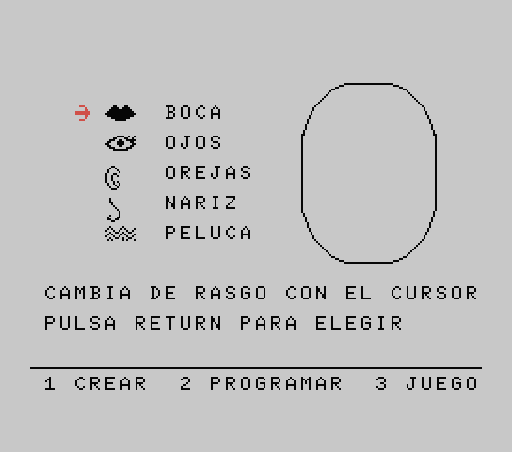 BOCA
OJOS
OREJAS
NARIZ
PELUCA
CAMBIA DE RASGO CON EL CURSOR
PULSA RETURN PARA ELEGIR
1 CREAR 2 PROGRAMAR 3 JUEGO